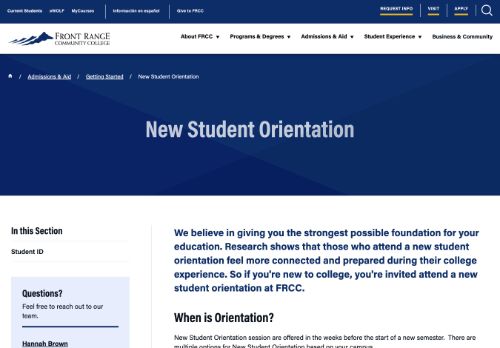 Current Students eWOLF MyCourses Información en español Give to FRCC REQUEST INFO VISIT APPLY
FRONT RANGE
COMMUNITY COLLEGE
About FRCC Programs & Degrees Admissions & Aid Student Experience Business & Community
/ Admissions & Aid / Getting Started / New Student Orientation
New Student Orientation
In this Section
Student ID
Questions?
Feel free to reach out to our
team.
Hannah Brown
We believe in giving you the strongest possible foundation for your
education. Research shows that those who attend a new student
orientation feel more connected and prepared during their college
experience. So if you're new to college, you're invited attend a new
student orientation at FRCC.
When is Orientation?
New Student Orientation session are offered in the weeks before the start of a new semester. There are
multiple options for New Student Orientation based on your campus.